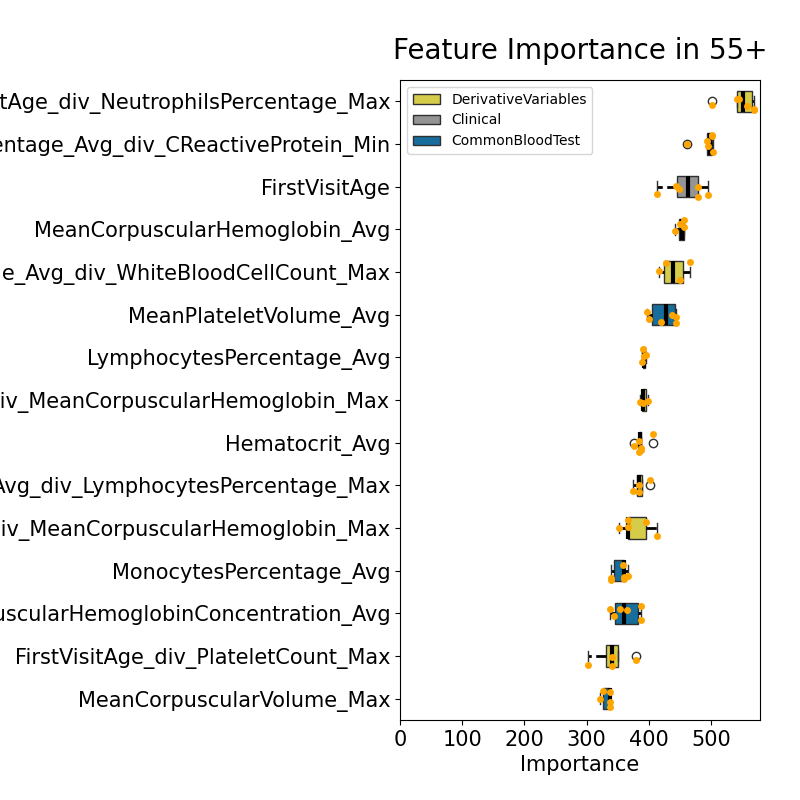 Feature Importance in 55+
tAge_div_NeutrophilsPercentage_Max
entage_Avg_div_CReactiveProtein_Min
FirstVisitAge
MeanCorpuscularHemoglobin_Avg
e_Avg_div_WhiteBloodCellCount_Max
MeanPlateletVolume_Avg
LymphocytesPercentage_Avg
iv_MeanCorpuscularHemoglobin_Max
Hematocrit_Avg
Avg_div_LymphocytesPercentage_Max
iv_MeanCorpuscularHemoglobin_Max
MonocytesPercentage_Avg
uscularHemoglobinConcentration_Avg
FirstVisitAge_div_PlateletCount_Max
MeanCorpuscularVolume_Max
DerivativeVariables
Clinical
CommonBloodTest
0 100 200 300 400 500
Importance